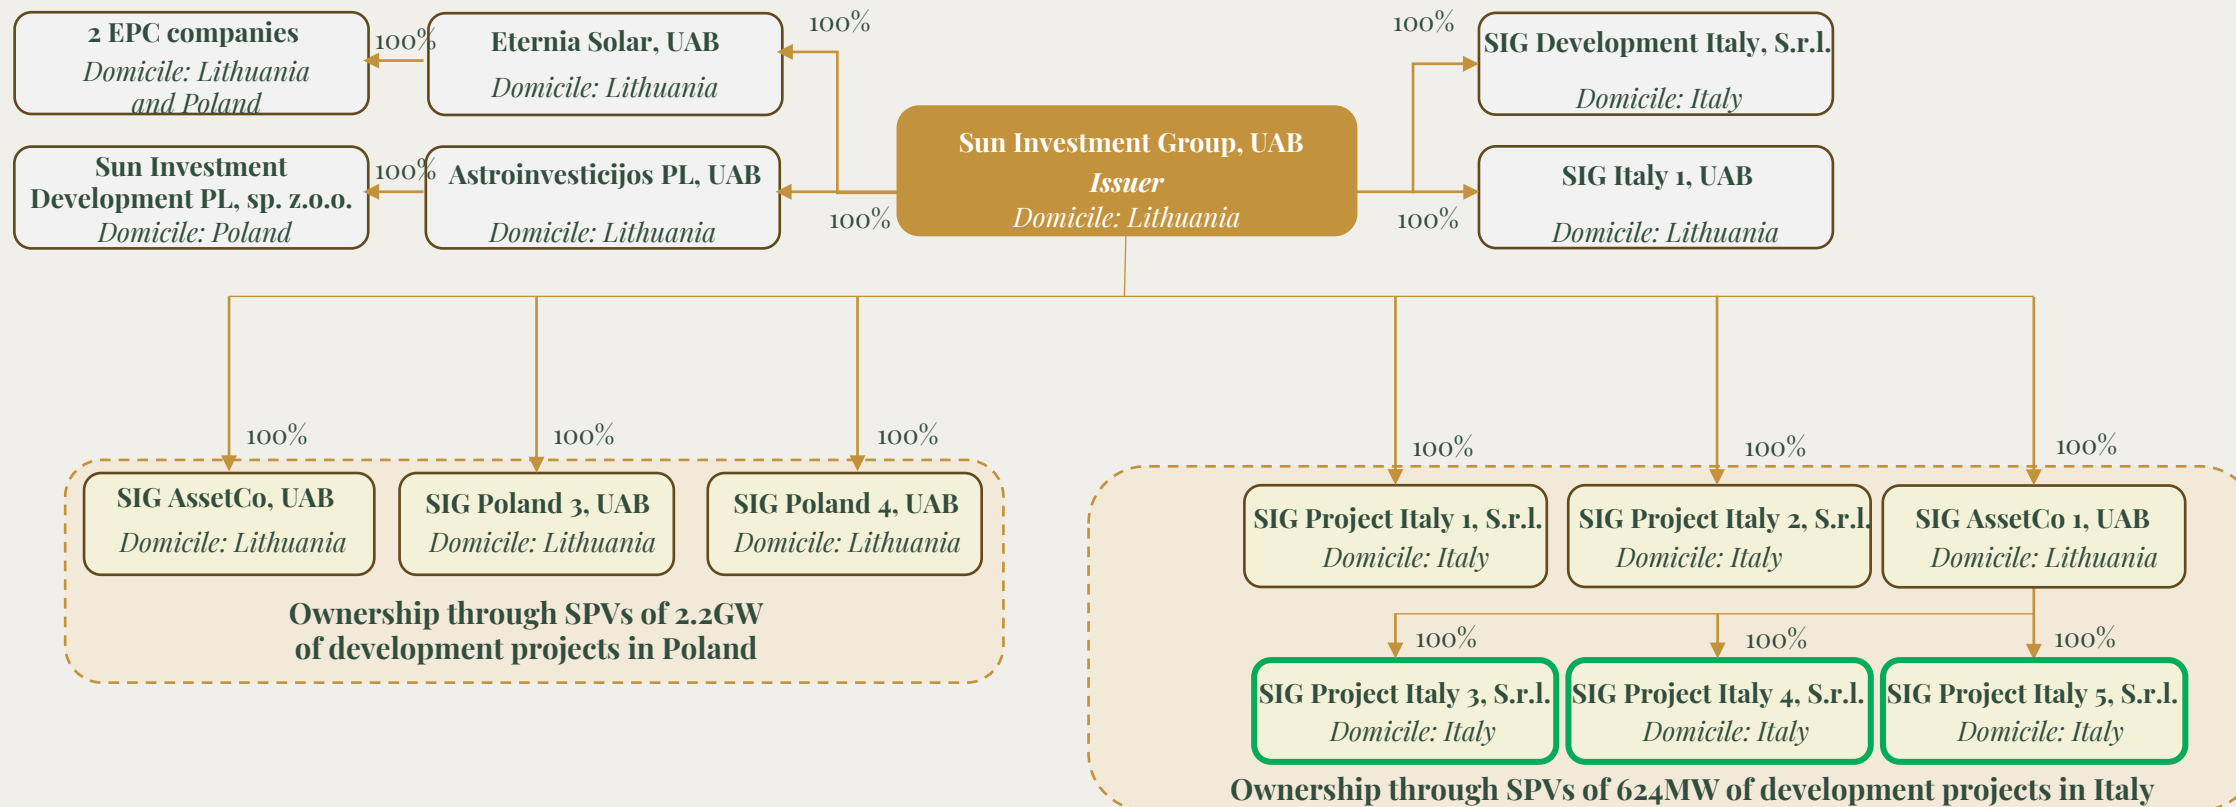 2 EPC companies
Domicile: Lithuania
and Poland
100%
Eternia Solar, UAB
Domicile: Lithuania
100%
100%
SIG Development Italy, S.r.l.
Domicile: Italy
Sun Investment
Development PL, sp. z.o.o.
Domicile: Poland
100%
Astroinvesticijos PL, UAB
Domicile: Lithuania
100%
Sun Investment Group, UAB
Issuer
Domicile: Lithuania
100%
SIG Italy 1, UAB
Domicile: Lithuania
100%
100%
100%
100%
100%
100%
SIG AssetCo, UAB
Domicile: Lithuania
SIG Poland 3, UAB
Domicile: Lithuania
SIG Poland 4, UAB
Domicile: Lithuania
Ownership through SPVs of 2.2GW
of development projects in Poland
SIG Project Italy 1, S.r.l.
Domicile: Italy
SIG Project Italy 2, S.r.l.
Domicile: Italy
SIG AssetCo 1, UAB
Domicile: Lithuania
100%
100%
100%
SIG Project Italy 3, S.r.l.
Domicile: Italy
SIG Project Italy 4, S.r.l.
Domicile: Italy
SIG Project Italy 5, S.r.l.
Domicile: Italy
Ownership through SPVs of 624MW of development projects in Italy